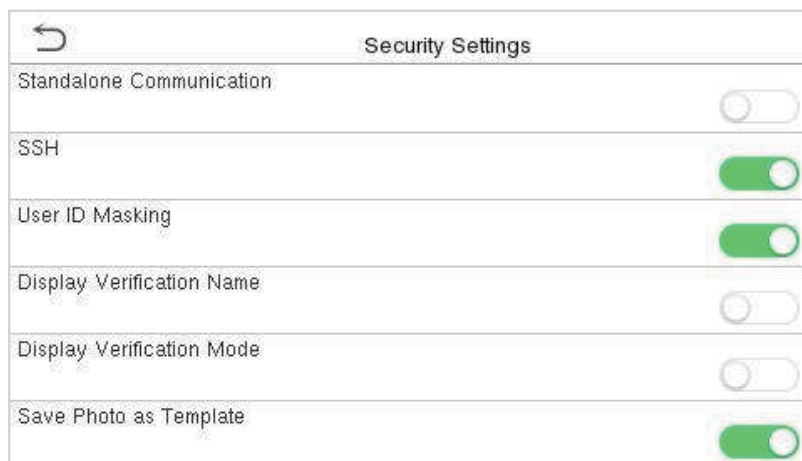 Security Settings
Standalone Communication
SSH
User ID Masking
Display Verification Name
Display Verification Mode
Save Photo as Template